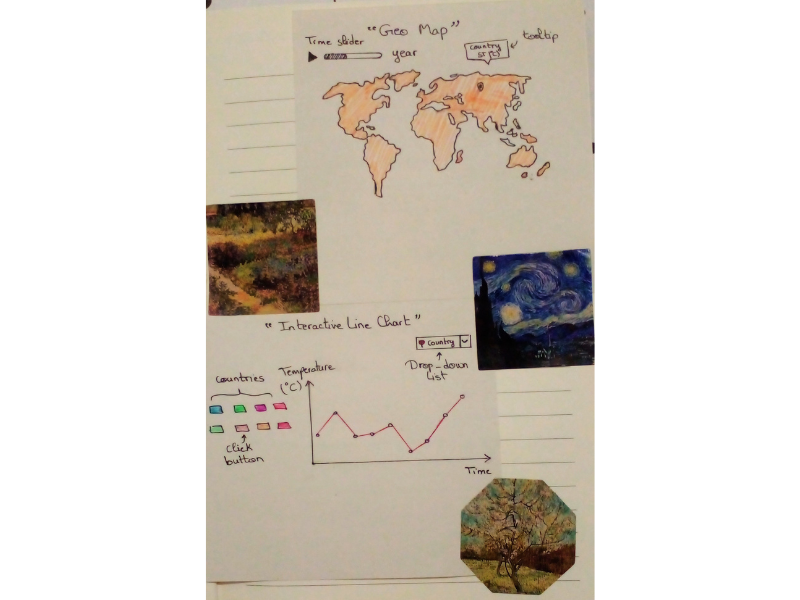 "Geo Map"
Time slider
year
country
tooltip
"Interactive Line Chart"
country
Drop-down
list
Countries
Click
button
Temperature
(°C)
Time